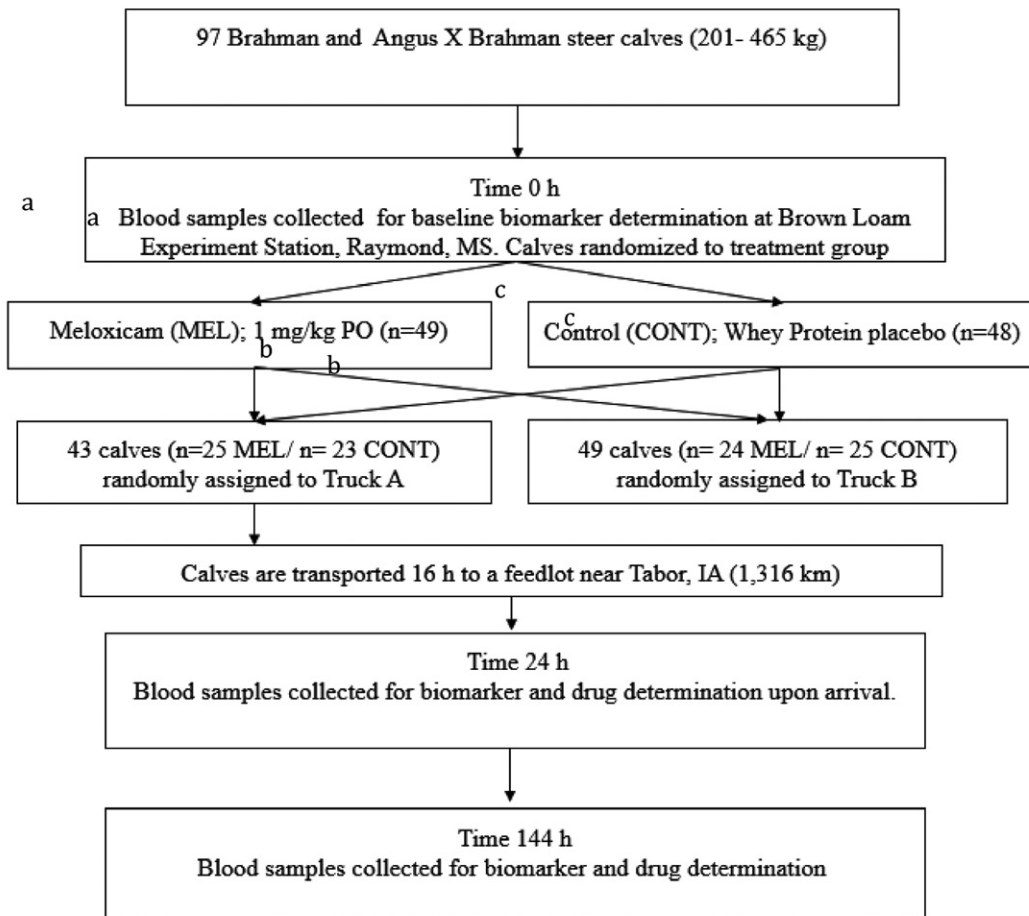 97 Brahman and Angus X Brahman steer calves (201- 465 kg)
Time 0 h
a
a
Blood samples collected for baseline biomarker determination at Brown Loam
Experiment Station, Raymond, MS. Calves randomized to treatment group
c
Meloxicam (MEL); 1 mg/kg PO (n=49)
b
b
c
Control (CONT); Whey Protein placebo (n=48)
43 calves (n=25 MEL/ n= 23 CONT)
randomly assigned to Truck A
49 calves (n= 24 MEL/ n= 25 CONT)
randomly assigned to Truck B
Calves are transported 16 h to a feedlot near Tabor, IA (1,316 km)
Time 24 h
Blood samples collected for biomarker and drug determination upon arrival.
Time 144 h
Blood samples collected for biomarker and drug determination